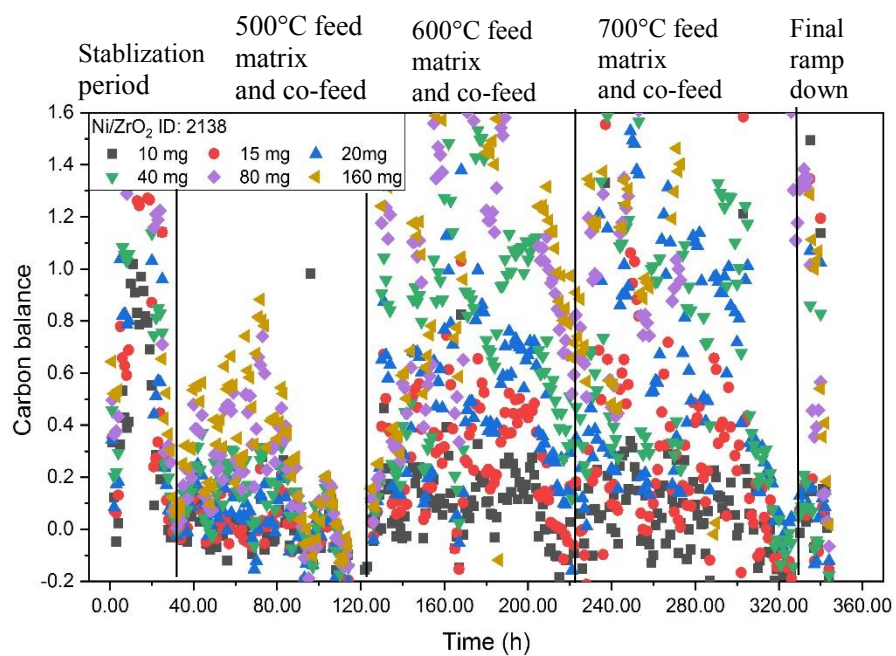 Stablization
period
500°C feed
matrix
and co-feed
600°C feed
matrix
and co-feed
700°C feed
matrix
and co-feed
Final
ramp
down
Ni/ZrO₂ ID: 2138
10 mg 15 mg 20mg
40 mg 80 mg 160 mg
Carbon balance
1.6
1.4
1.2
1.0
0.8
0.6
0.4
0.2
0.0
-0.2
0.00 40.00 80.00 120.00 160.00 200.00 240.00 280.00 320.00 360.00
Time (h)